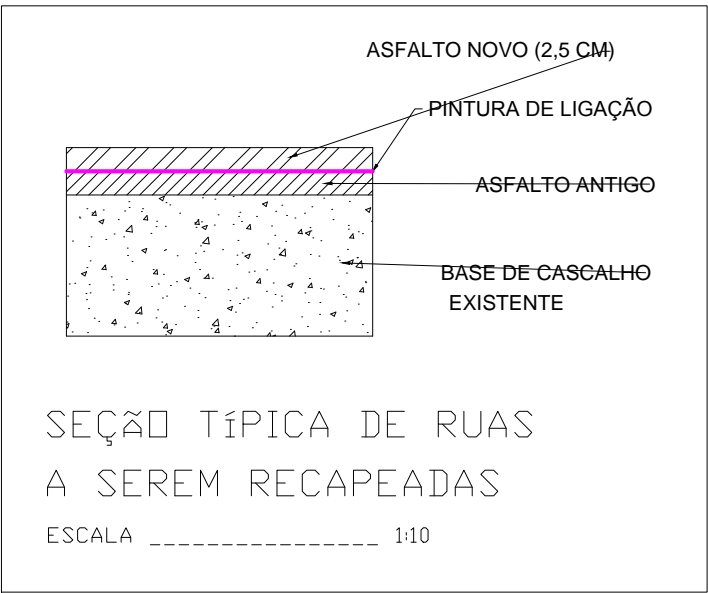 ASFALTO NOVO (2,5 CM)
PINTURA DE LIGAÇÃO
ASFALTO ANTIGO
BASE DE CASCALHO
EXISTENTE
SEÇãO TíPICA DE RUAS
A SEREM RECAPEADAS
ESCALA ________________ 1:10